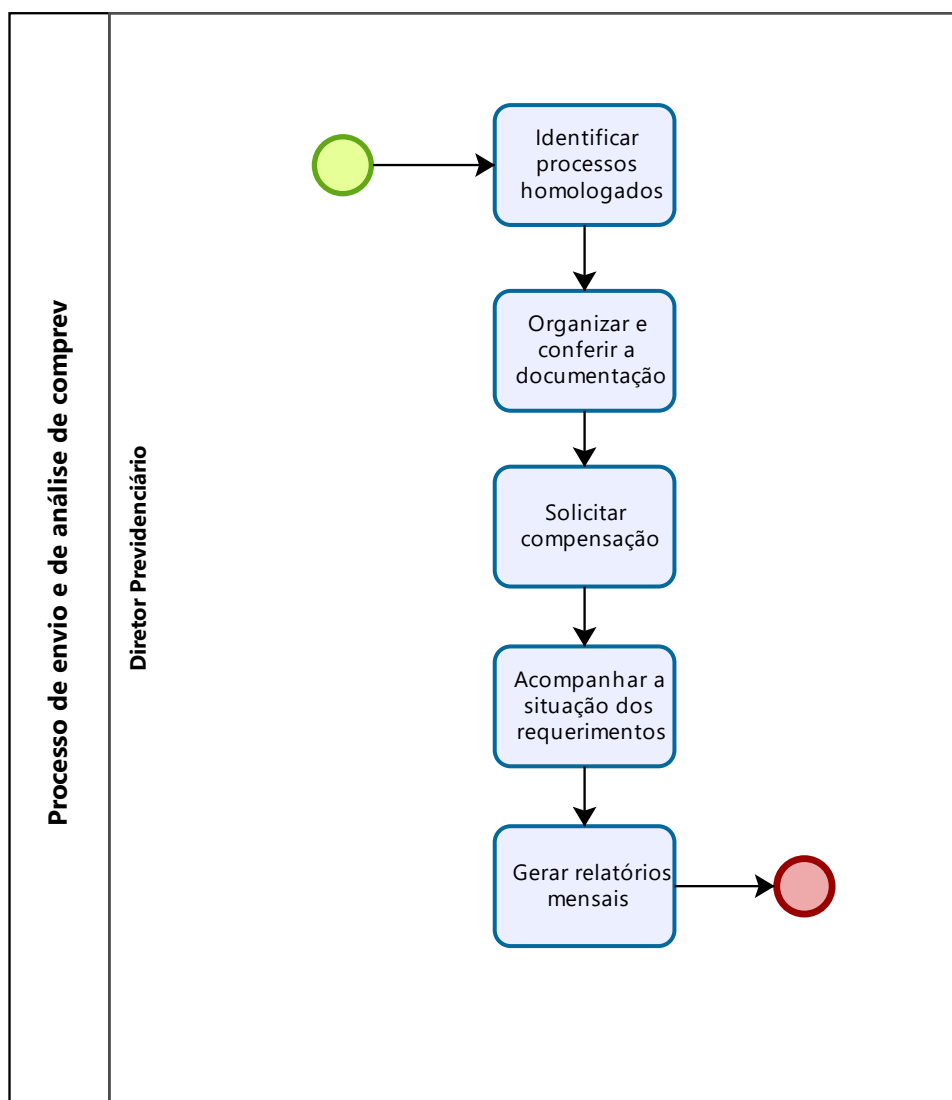 Processo de envio e de análise de comprev
Diretor Previdenciário
Identificar
processos
homologados
Organizar e
conferir a
documentação
Solicitar
compensação
Acompanhar a
situação dos
requerimentos
Gerar relatórios
mensais